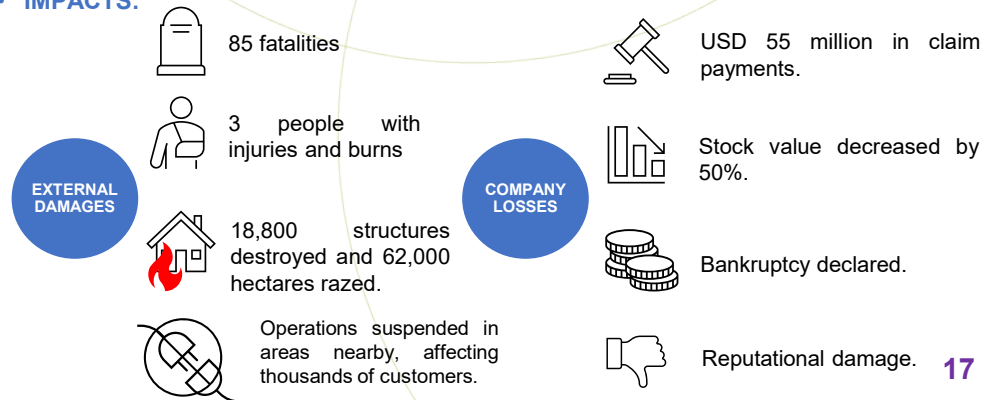 • IMPACTS:
85 fatalities
3 people with
injuries and burns
EXTERNAL
DAMAGES
18,800 structures
destroyed and 62,000
hectares razed.
Operations suspended in
areas nearby, affecting
thousands of customers.
USD 55 million in claim
payments.
Stock value decreased by
50%.
COMPANY
LOSSES
Bankruptcy declared.
Reputational damage.
17